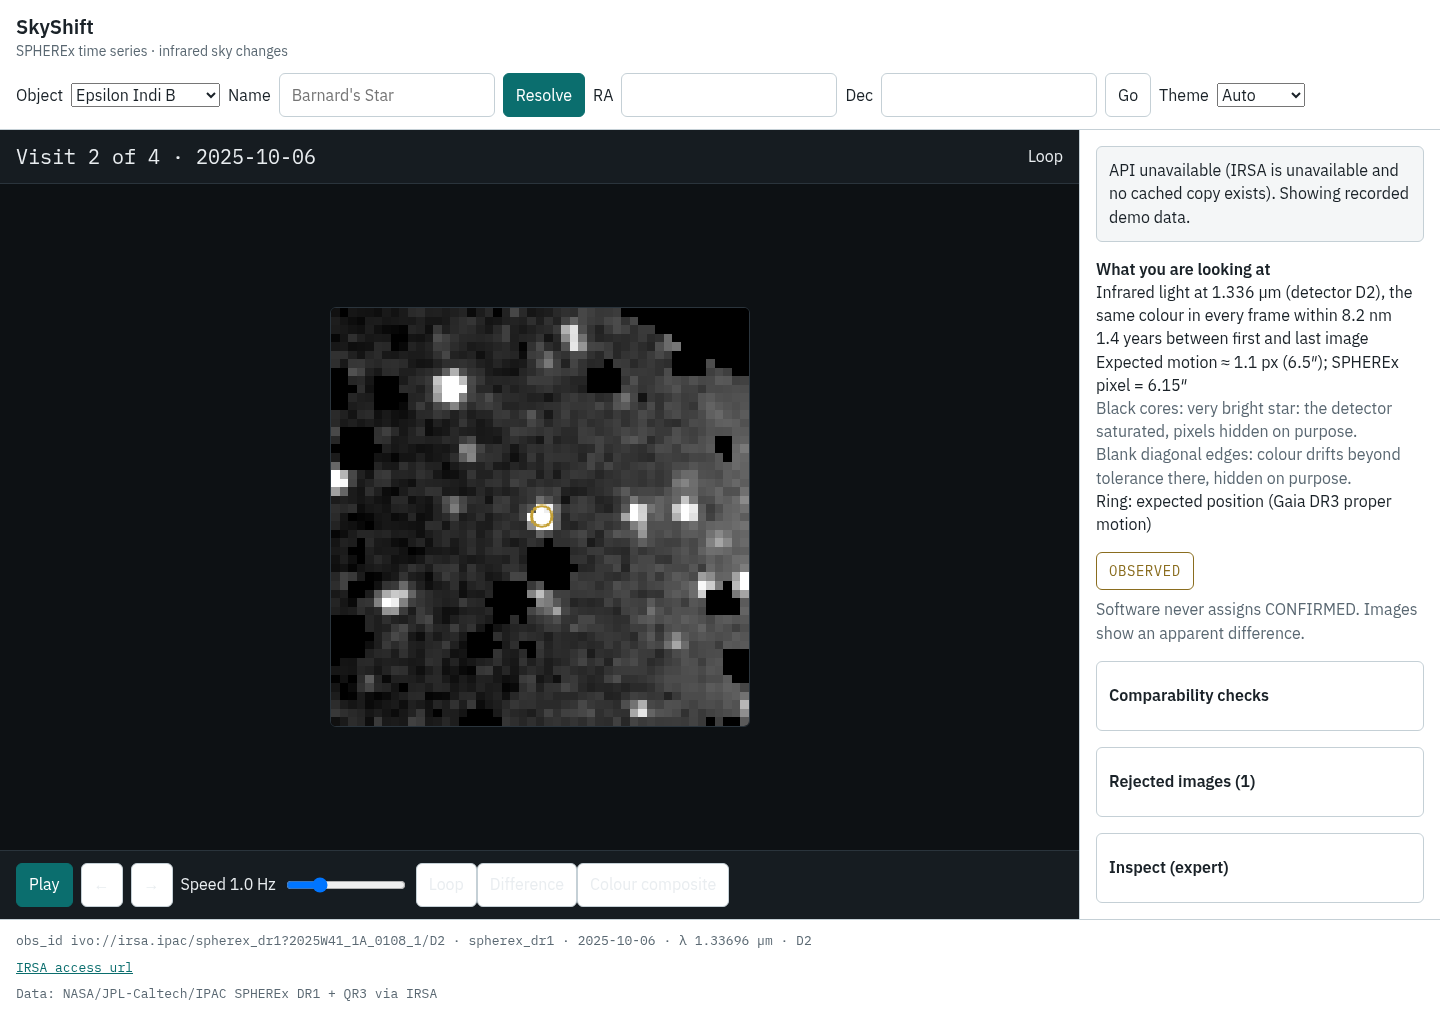 SkyShift
SPHEREx time series · infrared sky changes
Object Epsilon Indi B Name Barnard's Star Resolve RA Dec Go Theme Auto
Visit 2 of 4 · 2025-10-06 Loop
API unavailable (IRSA is unavailable and
no cached copy exists). Showing recorded
demo data.
What you are looking at
Infrared light at 1.336 µm (detector D2), the
same colour in every frame within 8.2 nm
1.4 years between first and last image
Expected motion ≈ 1.1 px (6.5″); SPHEREx
pixel = 6.15″
Black cores: very bright star: the detector
saturated, pixels hidden on purpose.
Blank diagonal edges: colour drifts beyond
tolerance there, hidden on purpose.
Ring: expected position (Gaia DR3 proper
motion)
OBSERVED
Software never assigns CONFIRMED. Images
show an apparent difference.
Comparability checks
Rejected images (1)
Inspect (expert)
Play ← → Speed 1.0 Hz Loop Difference Colour composite
obs_id ivo://irsa.ipac/spherex_dr1?2025W41_1A_0108_1/D2 · spherex_dr1 · 2025-10-06 · λ 1.33696 µm · D2
IRSA access url
Data: NASA/JPL-Caltech/IPAC SPHEREx DR1 + QR3 via IRSA